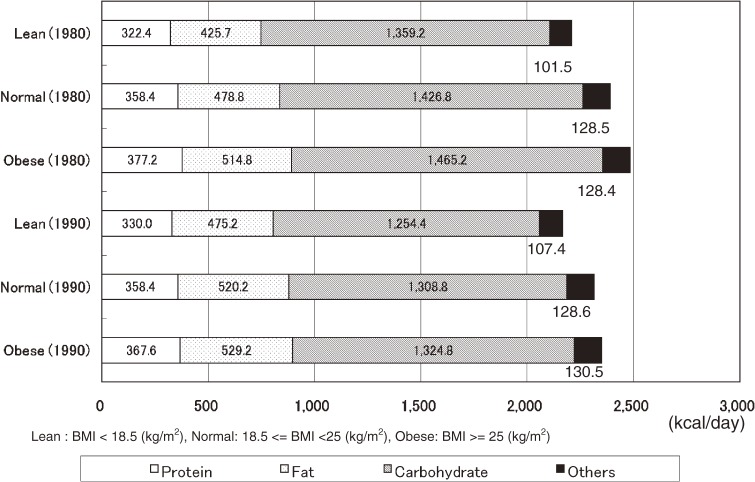 Lean (1980) 322.4 425.7 1,359.2
101.5
Normal (1980) 358.4 478.8 1,426.8
128.5
Obese (1980) 377.2 514.8 1,465.2
128.4
Lean (1990) 330.0 475.2 1,254.4
107.4
Normal (1990) 358.4 520.2 1,308.8
128.6
Obese (1990) 367.6 529.2 1,324.8
130.5
0 500 1,000 1,500 2,000 2,500 3,000
(kcal/day)
Lean : BMI < 18.5 (kg/m²), Normal: 18.5 <= BMI <25 (kg/m²), Obese: BMI >= 25 (kg/m²)
Protein Fat Carbohydrate Others